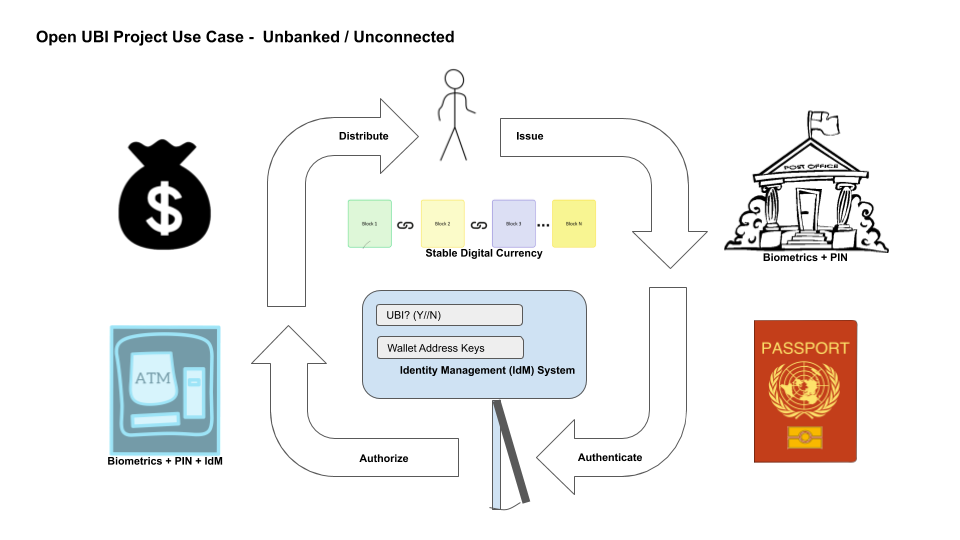 Open UBI Project Use Case - Unbanked / Unconnected
Distribute
Issue
POST OFFICE
Biometrics + PIN
$
Block 1
Block 2
Block 3
...
Block N
Stable Digital Currency
UBI? (Y//N)
Wallet Address Keys
Identity Management (IdM) System
PASSPORT
ATM
Biometrics + PIN + IdM
Authorize
Authenticate